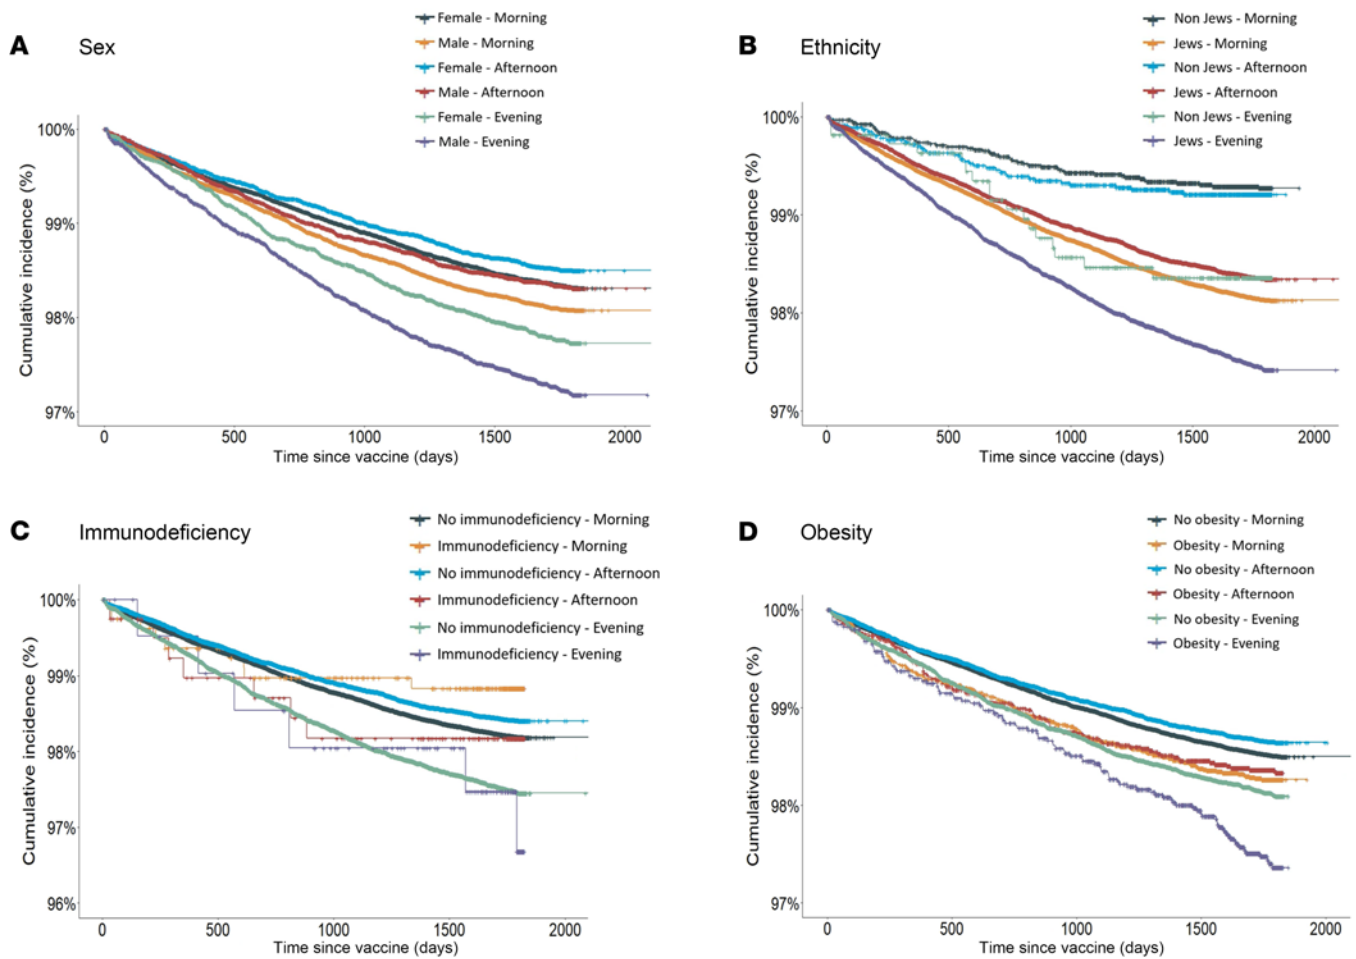 A Sex
Female - Morning
Male - Morning
Female - Afternoon
Male - Afternoon
Female - Evening
Male - Evening
Cumulative incidence (%)
100%
99%
98%
97%
0 500 1000 1500 2000
Time since vaccine (days)
B Ethnicity
Non Jews - Morning
Jews - Morning
Non Jews - Afternoon
Jews - Afternoon
Non Jews - Evening
Jews - Evening
Cumulative incidence (%)
100%
99%
98%
97%
0 500 1000 1500 2000
Time since vaccine (days)
C Immunodeficiency
No immunodeficiency - Morning
Immunodeficiency - Morning
No immunodeficiency - Afternoon
Immunodeficiency - Afternoon
No immunodeficiency - Evening
Immunodeficiency - Evening
Cumulative incidence (%)
100%
99%
98%
97%
96%
0 500 1000 1500 2000
Time since vaccine (days)
D Obesity
No obesity - Morning
Obesity - Morning
No obesity - Afternoon
Obesity - Afternoon
No obesity - Evening
Obesity - Evening
Cumulative incidence (%)
100%
99%
98%
97%
0 500 1000 1500 2000
Time since vaccine (days)